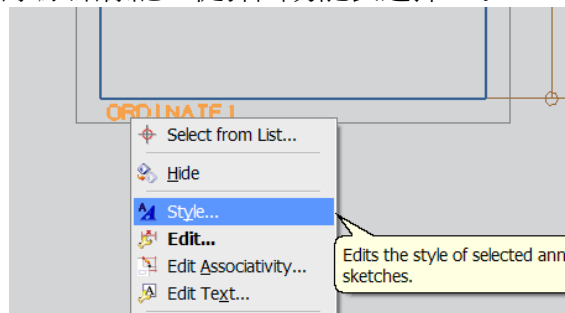 ORDINATE1
Select from List...
Hide
Style...
Edit...
Edit Associativity...
Edit Text...
Edits the style of selected ann
sketches.